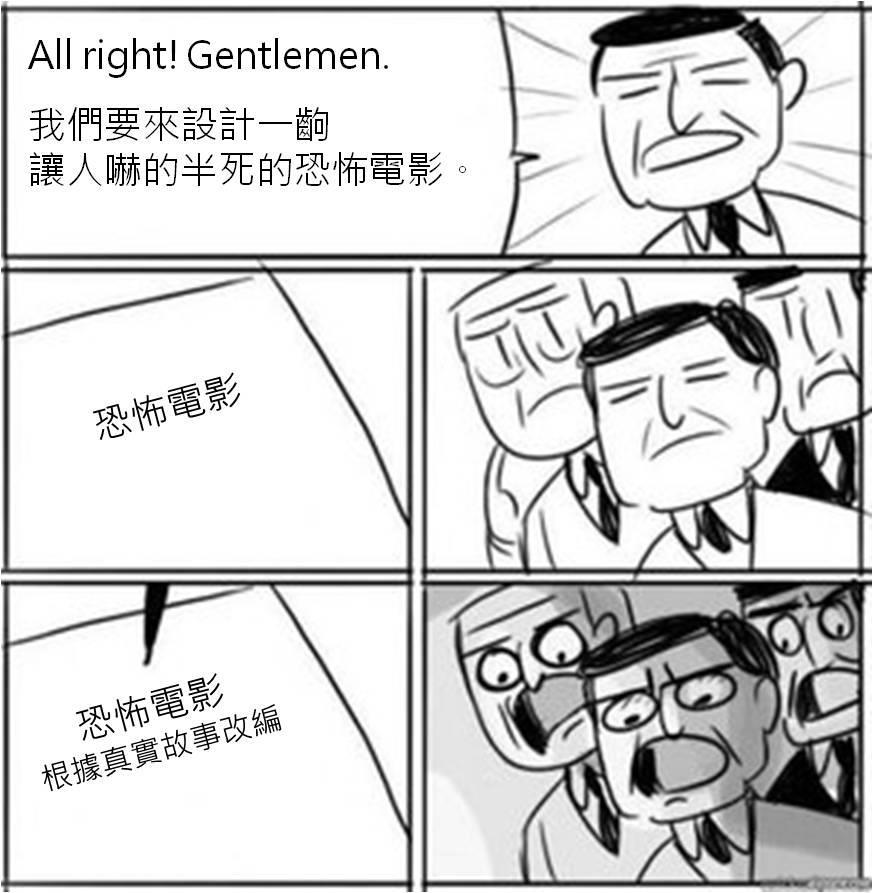 All right! Gentlemen.
我們要來設計一齣
讓人嚇的半死的恐怖電影。
恐怖電影
恐怖電影
根據真實故事改編